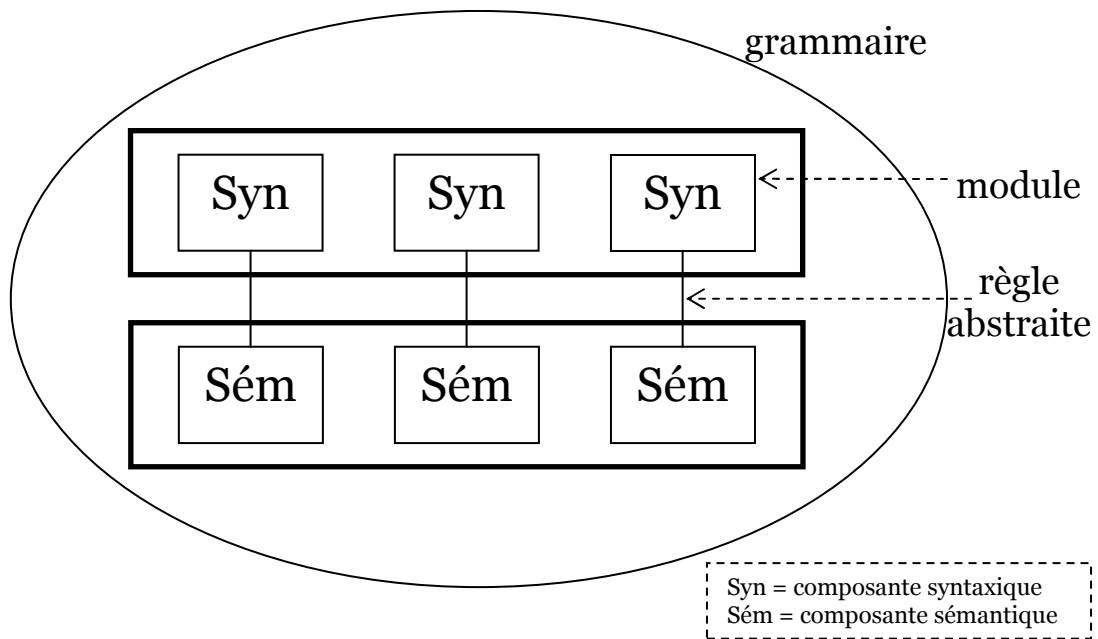 grammaire
Syn Syn Syn
module
règle
abstraite
Sém Sém Sém
Syn = composante syntaxique
Sém = composante sémantique